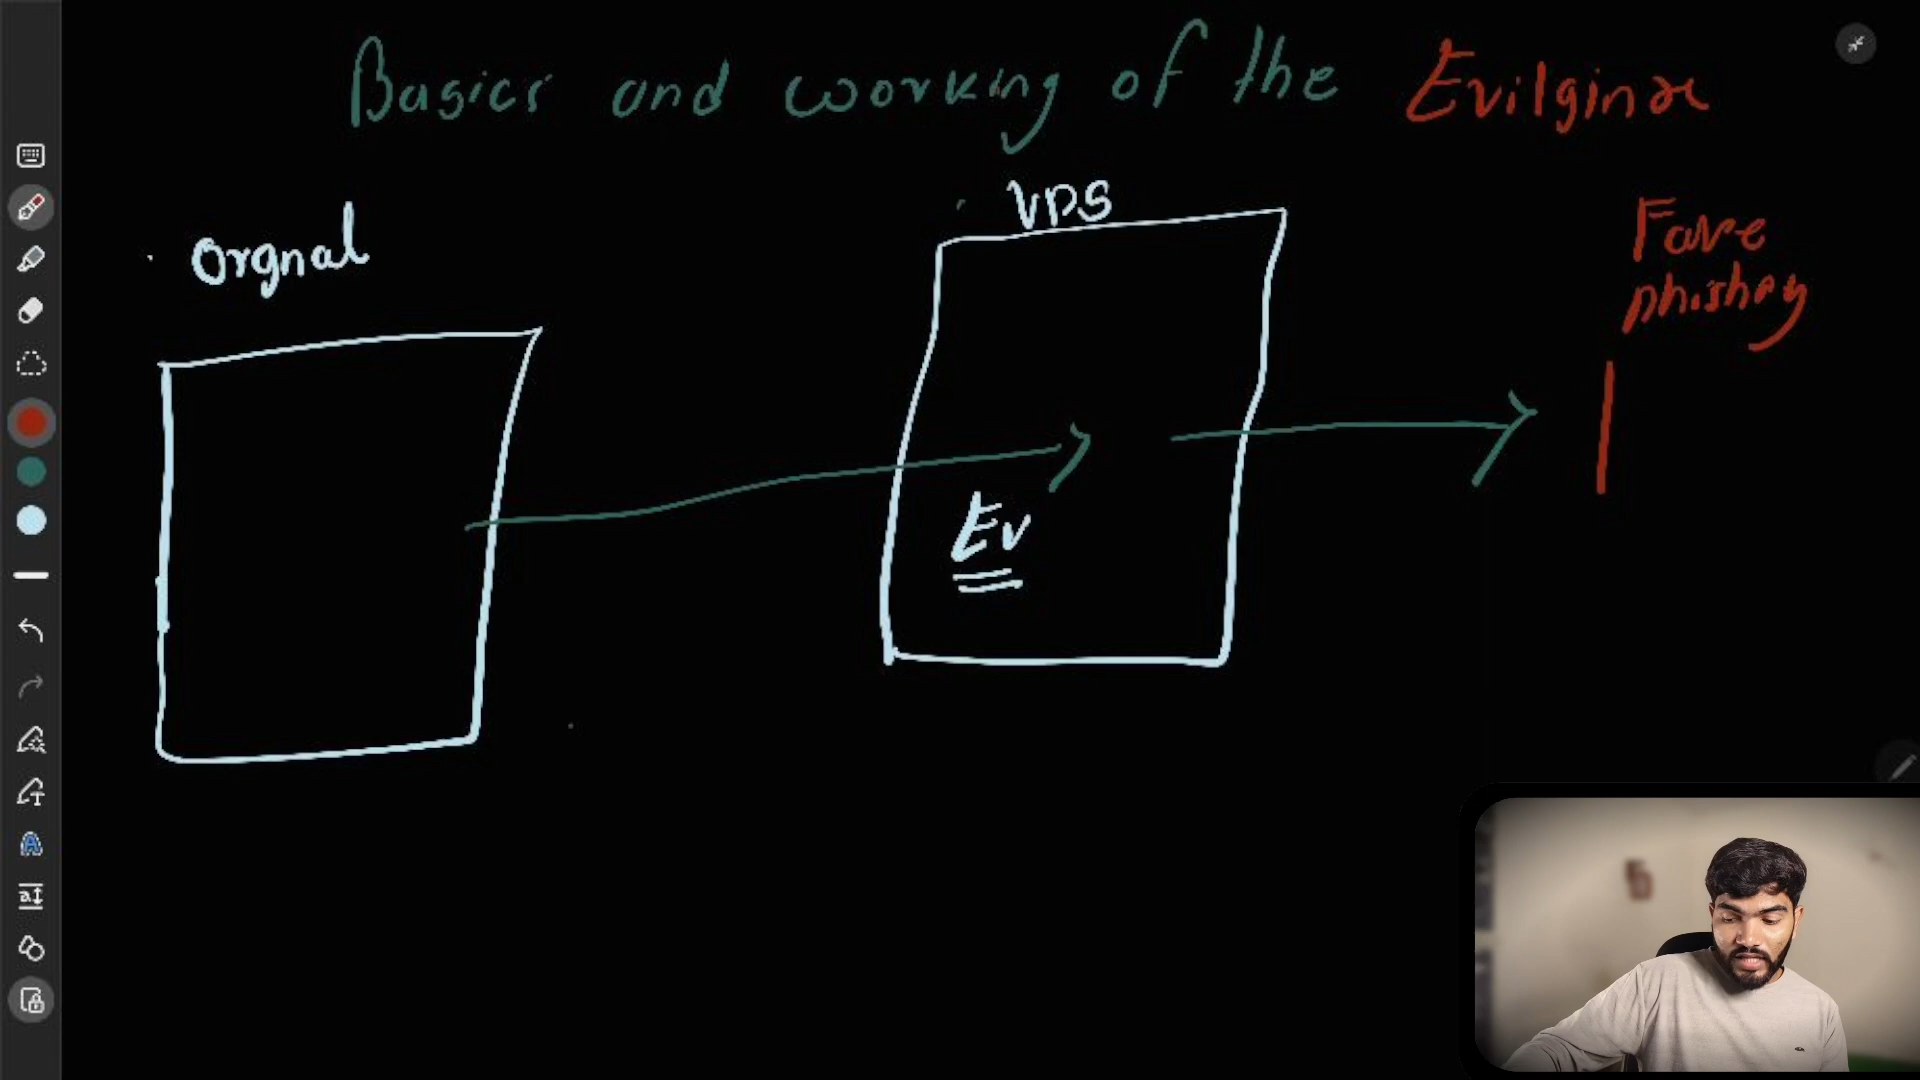 Basics and working of the Evilginx
VPS
Orgnal
Fake
phishing
Ev